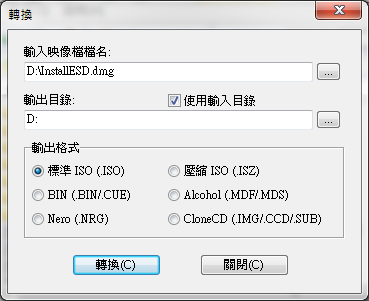 轉換
輸入映像檔檔名:
D:\InstallESD.dmg
...
輸出目錄: 使用輸入目錄
D:
...
輸出格式
標準 ISO (.ISO) 壓縮 ISO (.ISZ)
BIN (.BIN/.CUE) Alcohol (.MDF/.MDS)
Nero (.NRG) CloneCD (.IMG/.CCD/.SUB)
轉換(C) 關閉(C)